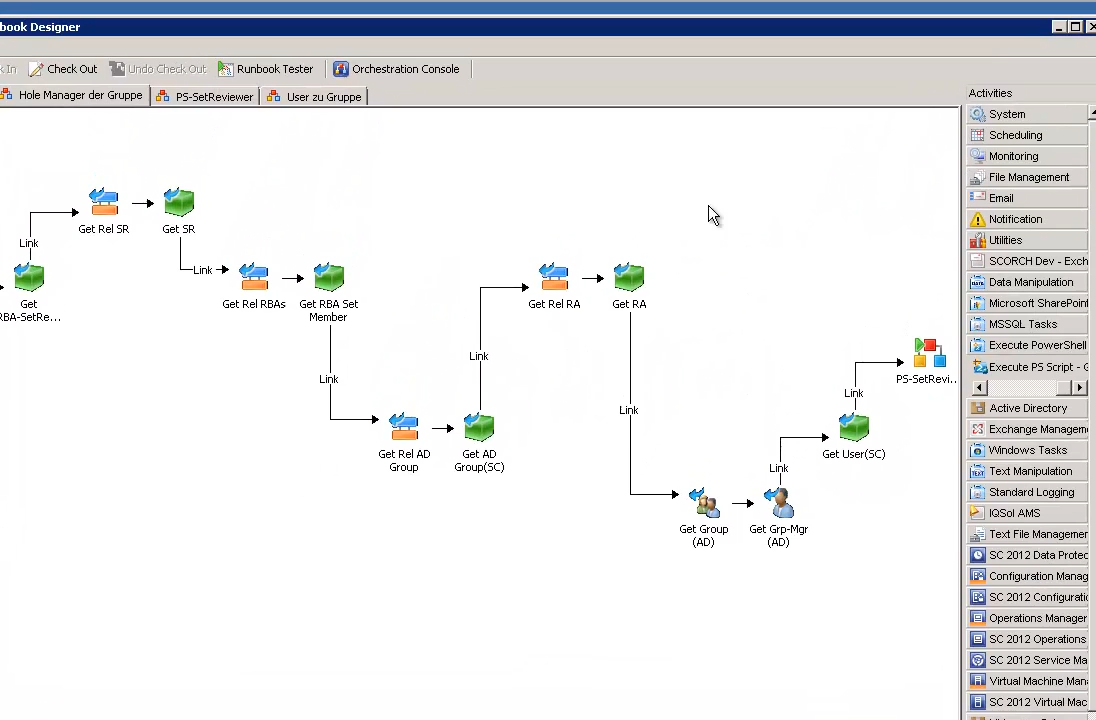 book Designer
k In Check Out Undo Check Out Runbook Tester Orchestration Console
Hole Manager der Gruppe PS-SetReviewer User zu Gruppe
Activities
System
Scheduling
Monitoring
File Management
Email
Notification
Utilities
SCORCH Dev - Exch
Data Manipulation
Microsoft SharePoint
MSSQL Tasks
Execute PowerShell
Execute PS Script - G
Active Directory
Exchange Managem
Windows Tasks
Text Manipulation
Standard Logging
IQSol AMS
Text File Managemer
SC 2012 Data Protec
Configuration Manag
SC 2012 Configuratio
Operations Manager
SC 2012 Operations
SC 2012 Service Ma
Virtual Machine Mana
SC 2012 Virtual Mac
Get Rel SR
Get SR
Link
Get
RBA-SetRe...
Link
Get Rel RBAs
Get RBA Set
Member
Link
Get Rel AD
Group
Get AD
Group(SC)
Link
Get Rel RA
Get RA
Link
Get Group
(AD)
Get Grp-Mgr
(AD)
Link
Get User(SC)
Link
PS-SetRevi...